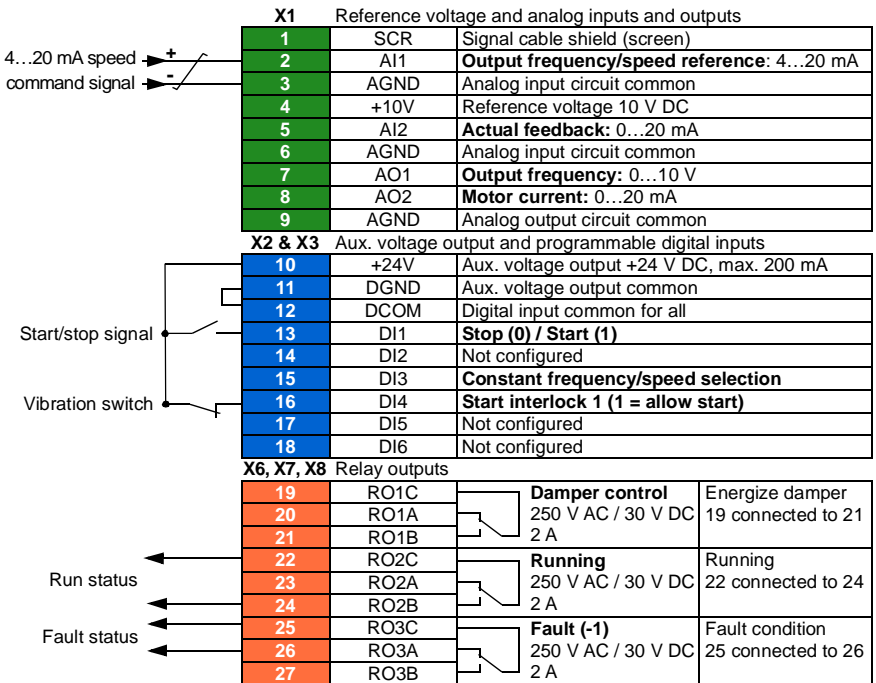 X1 Reference voltage and analog inputs and outputs
1 SCR Signal cable shield (screen)
4…20 mA speed + 2 AI1 Output frequency/speed reference: 4…20 mA
command signal - 3 AGND Analog input circuit common
4 +10V Reference voltage 10 V DC
5 AI2 Actual feedback: 0…20 mA
6 AGND Analog input circuit common
7 AO1 Output frequency: 0…10 V
8 AO2 Motor current: 0…20 mA
9 AGND Analog output circuit common
X2 & X3 Aux. voltage output and programmable digital inputs
10 +24V Aux. voltage output +24 V DC, max. 200 mA
11 DGND Aux. voltage output common
12 DCOM Digital input common for all
Start/stop signal 13 DI1 Stop (0) / Start (1)
14 DI2 Not configured
15 DI3 Constant frequency/speed selection
Vibration switch 16 DI4 Start interlock 1 (1 = allow start)
17 DI5 Not configured
18 DI6 Not configured
X6, X7, X8 Relay outputs
19 RO1C Damper control Energize damper
20 RO1A 250 V AC / 30 V DC 19 connected to 21
21 RO1B 2 A
22 RO2C Running Running
Run status 23 RO2A 250 V AC / 30 V DC 22 connected to 24
24 RO2B 2 A
Fault status 25 RO3C Fault (-1) Fault condition
26 RO3A 250 V AC / 30 V DC 25 connected to 26
27 RO3B 2 A